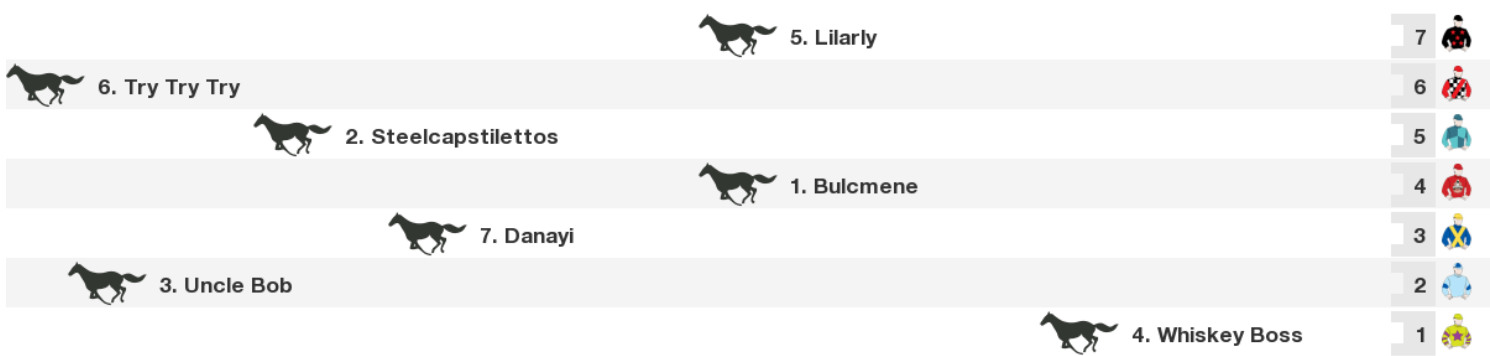 5. Lilarly 7
6. Try Try Try 6
2. Steelcapstilettos 5
1. Bulcmene 4
7. Danayi 3
3. Uncle Bob 2
4. Whiskey Boss 1